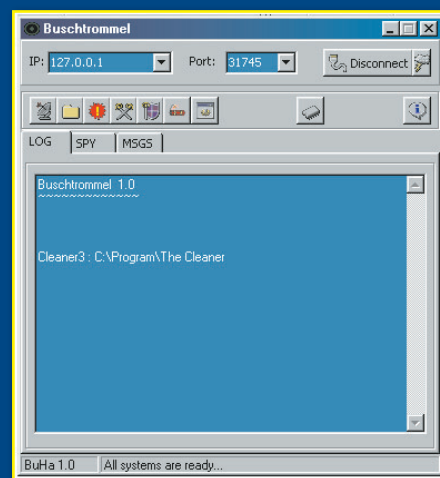 Buschtrommel
IP: 127.0.0.1 Port: 31745 Disconnect
LOG SPY MSGS
Buschtrommel 1.0
~~~~~~~~~~~~~
Cleaner3 : C:\Program\The Cleaner
BuHa 1.0 All systems are ready...